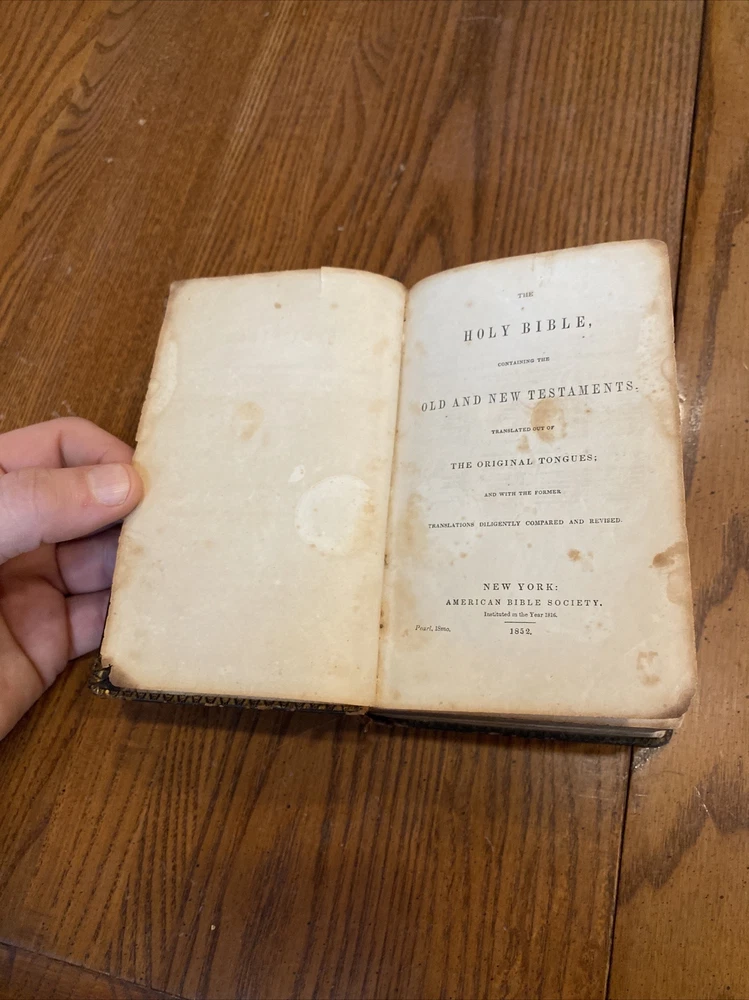 THE
HOLY BIBLE,
CONTAINING THE
OLD AND NEW TESTAMENTS.
TRANSLATED OUT OF
THE ORIGINAL TONGUES;
AND WITH THE FORMER
TRANSLATIONS DILIGENTLY COMPARED AND REVISED.
NEW YORK:
AMERICAN BIBLE SOCIETY,
Instituted in the Year 1816.
Pearl, 18mo.
1852.